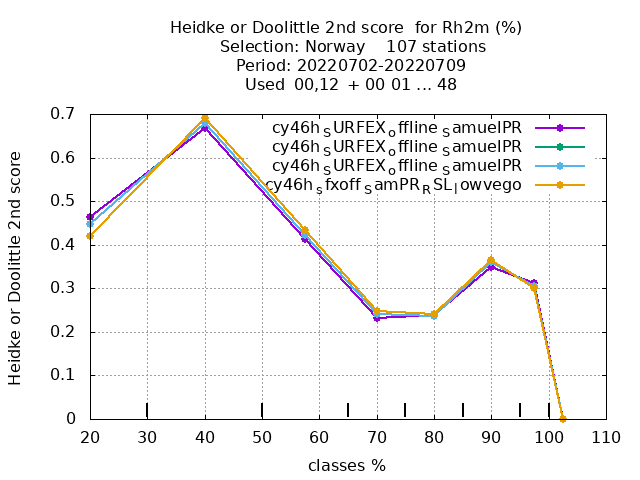 Heidke or Doolittle 2nd score  for Rh2m (%)
Selection: Norway    107 stations
Period: 20220702-20220709
Used  00,12  + 00 01 ... 48
cy46h_SURFEX_offline_SamuelPR
cy46h_SURFEX_offline_SamuelPR
cy46h_SURFEX_offline_SamuelPR
cy46h_sfxoff_SamPR_RSL_lowvego
Heidke or Doolittle 2nd score
0.7
0.6
0.5
0.4
0.3
0.2
0.1
0
20 30 40 50 60 70 80 90 100 110
classes %